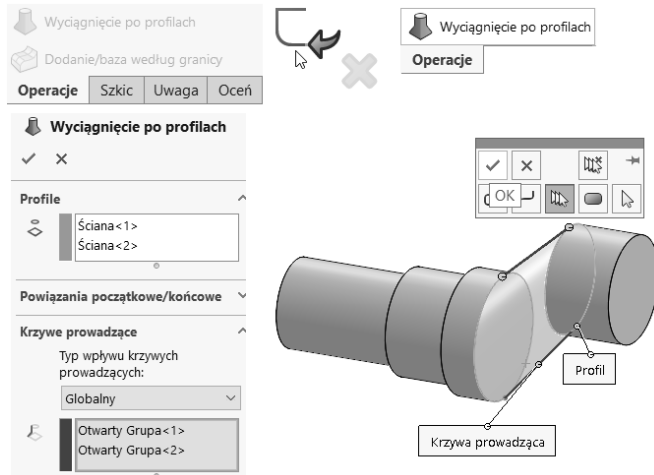 Wyciągnięcie po profilach
Dodanie/baza według granicy
Operacje Szkic Uwaga Oceń
Wyciągnięcie po profilach
Operacje
Wyciągnięcie po profilach
Profile
Ściana<1>
Ściana<2>
Powiązania początkowe/końcowe
Krzywe prowadzące
Typ wpływu krzywych
prowadzących:
Globalny
Otwarty Grupa<1>
Otwarty Grupa<2>
OK
Profil
Krzywa prowadząca